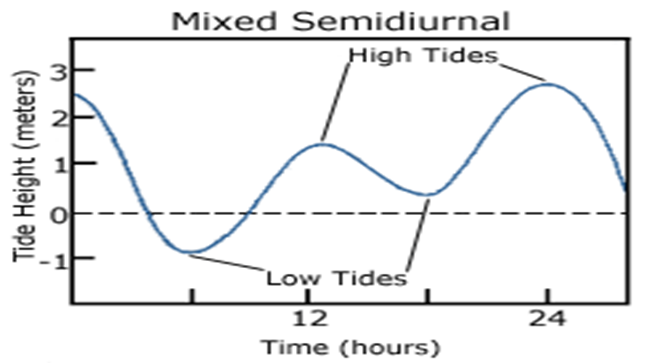 Mixed Semidiurnal
High Tides
Tide Height (meters)
3
2
1
0
-1
Low Tides
12
24
Time (hours)